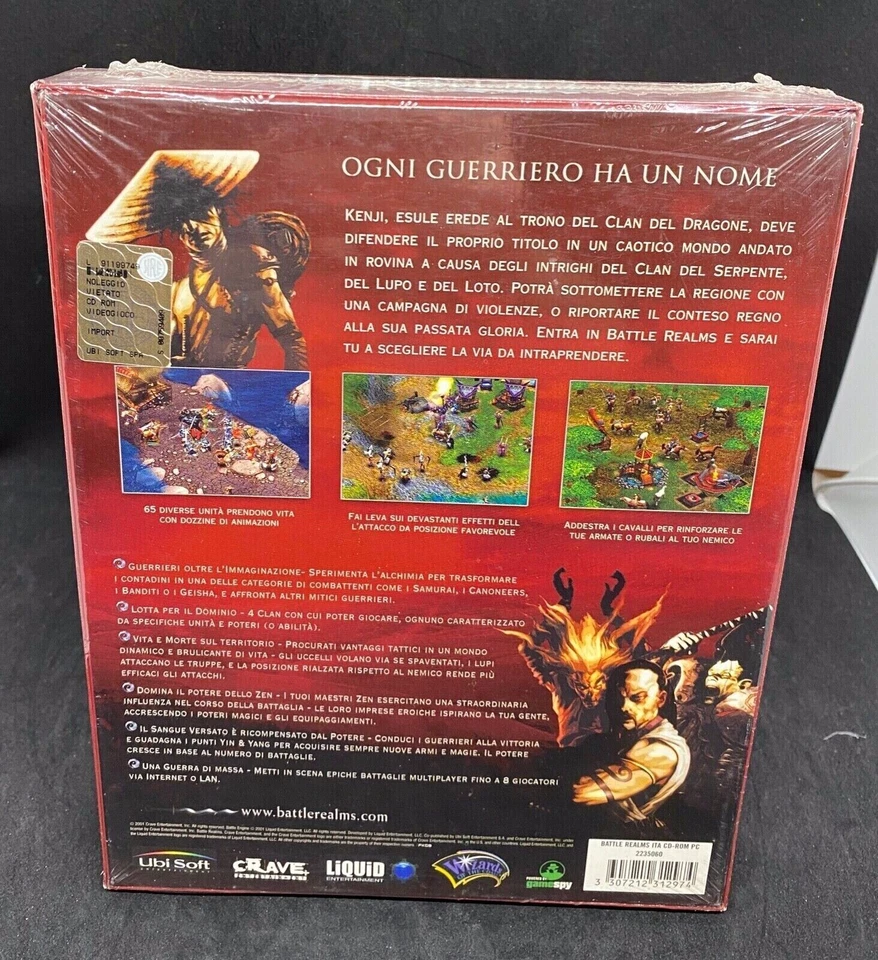 OGNI GUERRIERO HA UN NOME
KENJI, ESULE EREDE AL TRONO DEL CLAN DEL DRAGONE, DEVE
DIFENDERE IL PROPRIO TITOLO IN UN CAOTICO MONDO ANDATO
IN ROVINA A CAUSA DEGLI INTRIGHI DEL CLAN DEL SERPENTE,
DEL LUPO E DEL LOTO. POTRÀ SOTTOMETTERE LA REGIONE CON
UNA CAMPAGNA DI VIOLENZE, O RIPORTARE IL CONTESO REGNO
ALLA SUA PASSATA GLORIA. ENTRA IN BATTLE REALMS E SARAI
TU A SCEGLIERE LA VIA DA INTRAPRENDERE.
L 91199749
NOLEGGIO
VIETATO
CD ROM
VIDEOGIOCO
IMPORT
UBI SOFT SPA
65 DIVERSE UNITÀ PRENDONO VITA
CON DOZZINE DI ANIMAZIONI
FAI LEVA SUI DEVASTANTI EFFETTI DELL
L'ATTACCO DA POSIZIONE FAVOREVOLE
ADDESTRA I CAVALLI PER RINFORZARE LE
TUE ARMATE O RUBALI AL TUO NEMICO
GUERRIERI OLTRE L'IMMAGINAZIONE- SPERIMENTA L'ALCHIMIA PER TRASFORMARE
I CONTADINI IN UNA DELLE CATEGORIE DI COMBATTENTI COME I SAMURAI, I CANONEERS,
I BANDITI O I GEISHA, E AFFRONTA ALTRI MITICI GUERRIERI.
LOTTA PER IL DOMINIO - 4 CLAN CON CUI POTER GIOCARE, OGNUNO CARATTERIZZATO
DA SPECIFICHE UNITÀ E POTERI (O ABILITÀ).
VITA E MORTE SUL TERRITORIO - PROCURATI VANTAGGI TATTICI IN UN MONDO
DINAMICO E BRULICANTE DI VITA - GLI UCCELLI VOLANO VIA SE SPAVENTATI, I LUPI
ATTACCANO LE TRUPPE, E LA POSIZIONE RIALZATA RISPETTO AL NEMICO RENDE PIÙ
EFFICACI GLI ATTACCHI.
DOMINA IL POTERE DELLO ZEN - I TUOI MAESTRI ZEN ESERCITANO UNA STRAORDINARIA
INFLUENZA NEL CORSO DELLA BATTAGLIA - LE LORO IMPRESE EROICHE ISPIRANO LA TUA GENTE,
ACCRESCENDO I POTERI MAGICI E GLI EQUIPAGGIAMENTI.
IL SANGUE VERSATO È RICOMPENSATO DAL POTERE - CONDUCI I GUERRIERI ALLA VITTORIA
E GUADAGNA I PUNTI YIN & YANG PER ACQUISIRE SEMPRE NUOVE ARMI E MAGIE. IL POTERE
CRESCE IN BASE AL NUMERO DI BATTAGLIE.
UNA GUERRA DI MASSA - METTI IN SCENA EPICHE BATTAGLIE MULTIPLAYER FINO A 8 GIOCATORI
VIA INTERNET O LAN.
www.battlerealms.com
Ubi Soft
ENTERTAINMENT
CRAVE
ENTERTAINMENT
LIQUID
ENTERTAINMENT
Wizards
OF THE COAST
POWERED BY
gamespy
BATTLE REALMS ITA CD-ROM PC
2235060
3 307212 312974